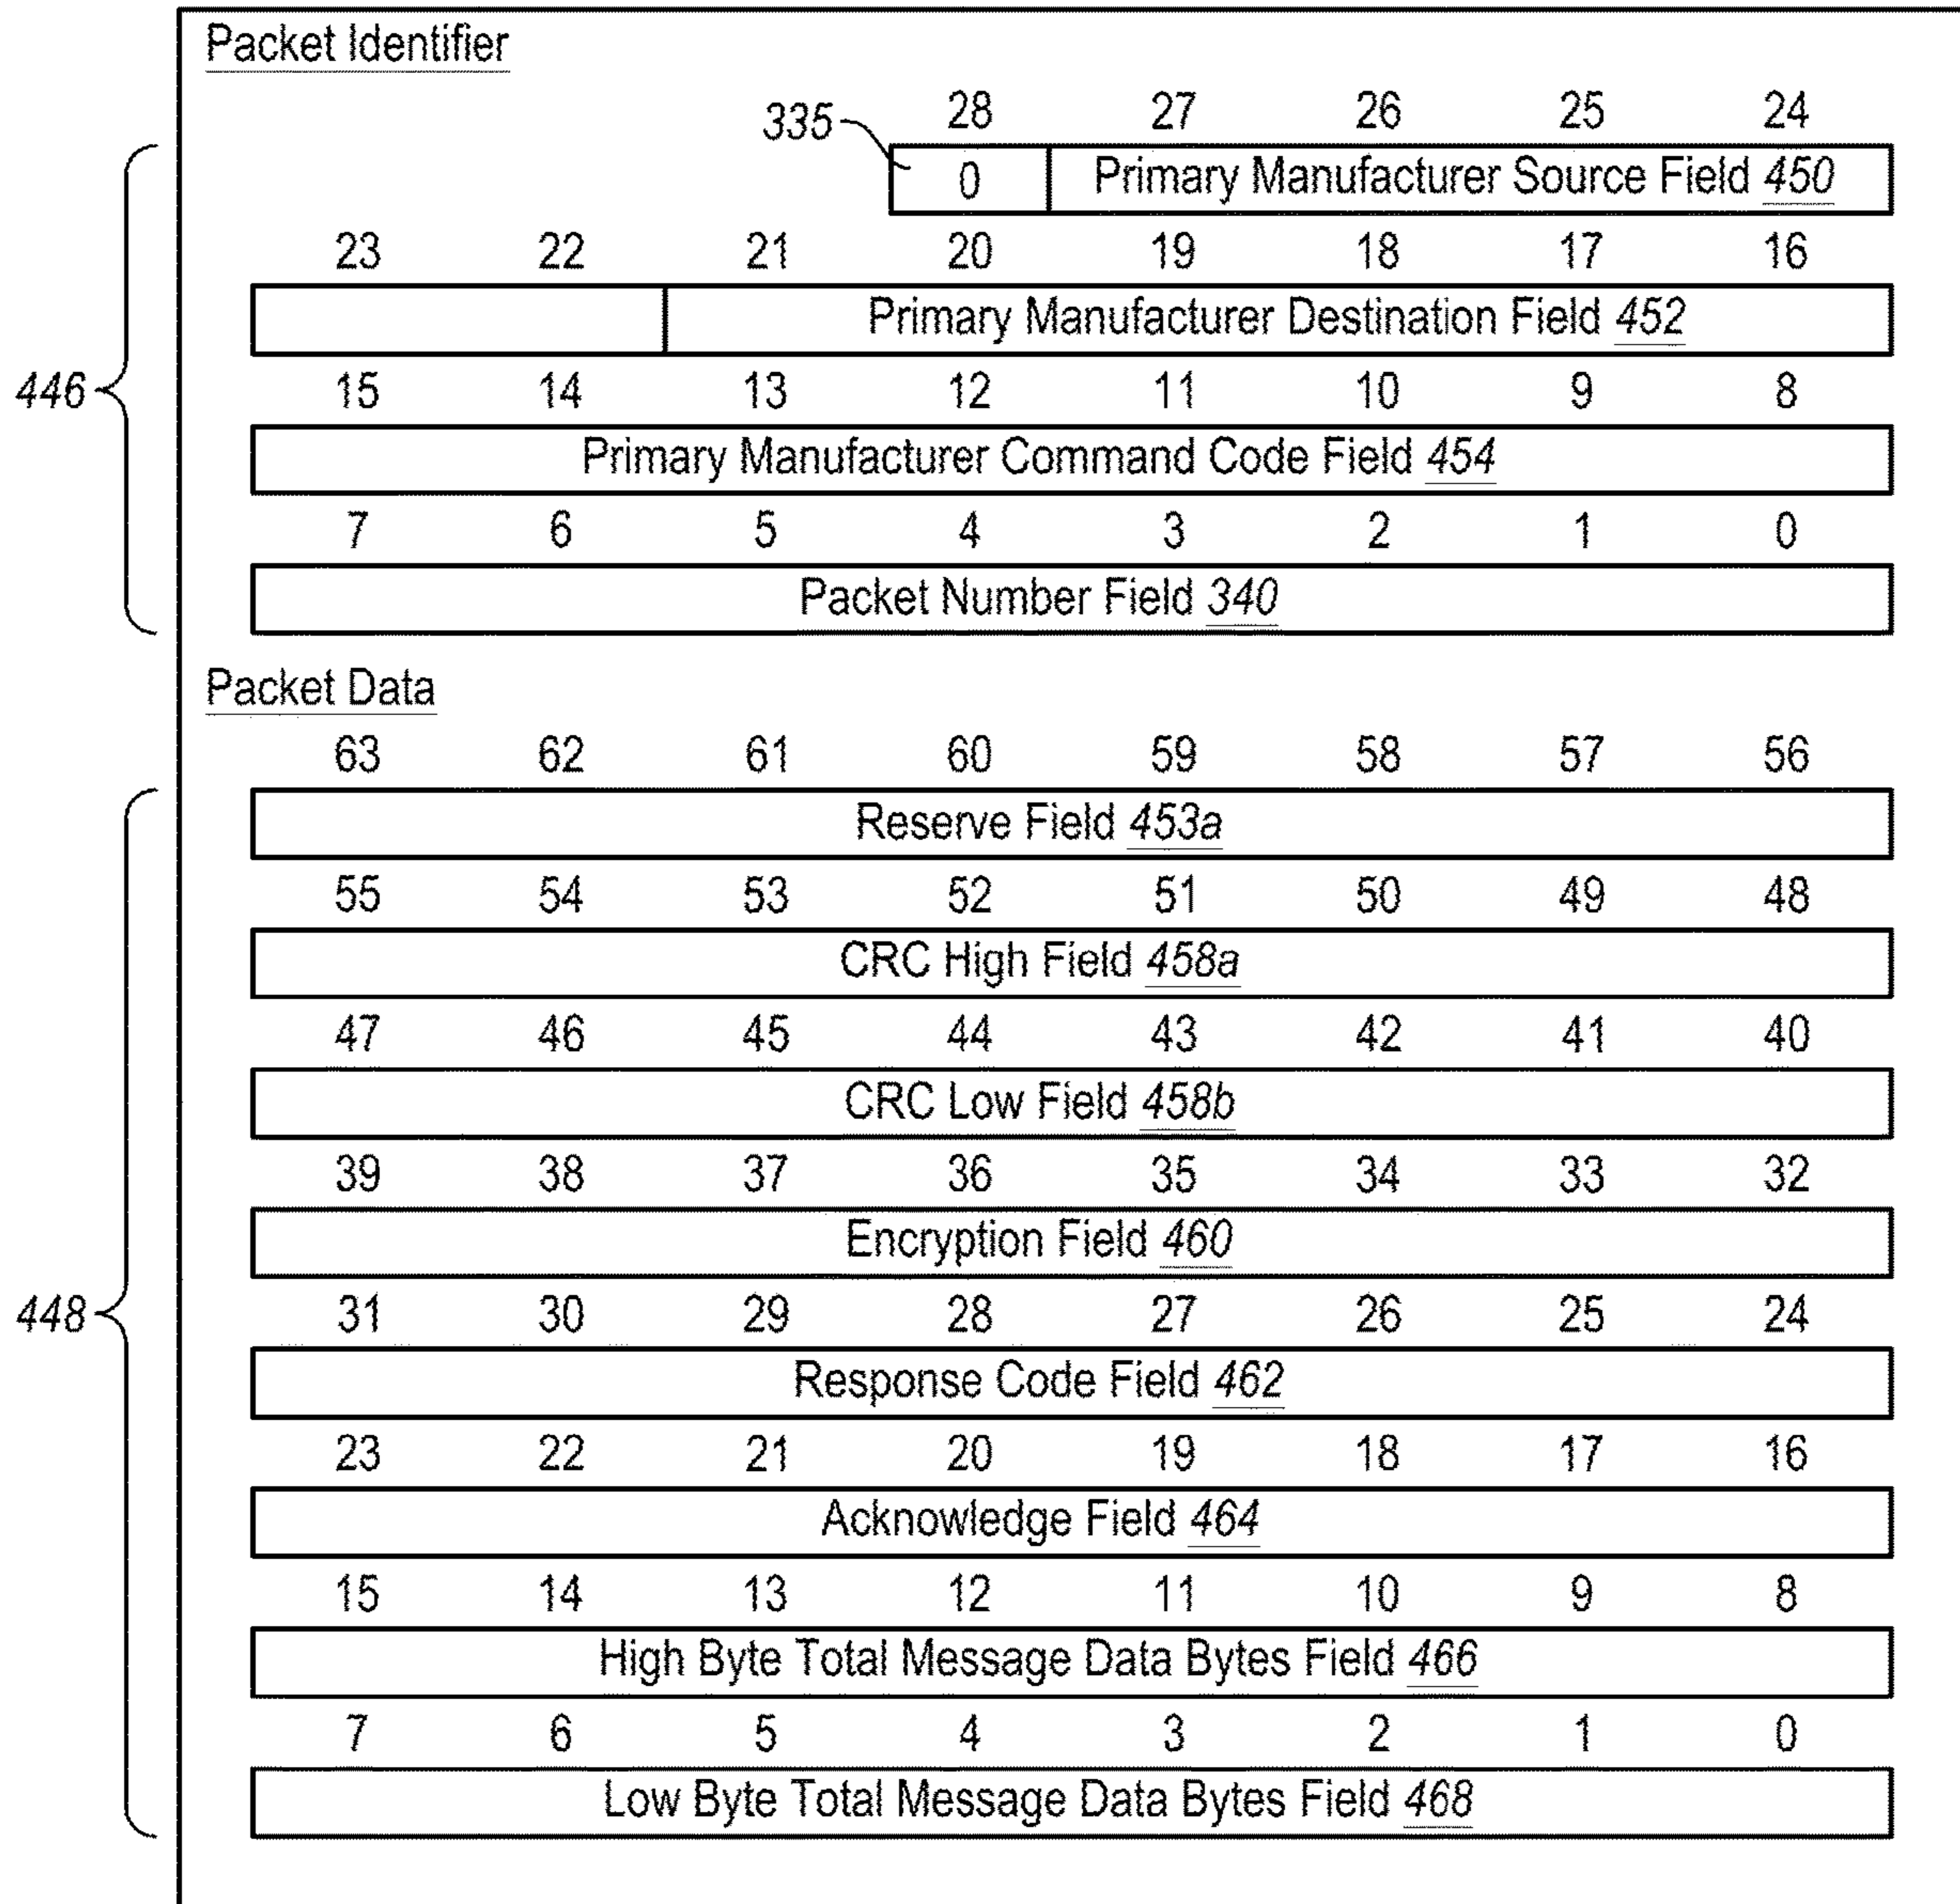 Packet Identifier
335 28 27 26 25 24
0 Primary Manufacturer Source Field 450
23 22 21 20 19 18 17 16
Primary Manufacturer Destination Field 452
446 15 14 13 12 11 10 9 8
Primary Manufacturer Command Code Field 454
7 6 5 4 3 2 1 0
Packet Number Field 340
Packet Data
63 62 61 60 59 58 57 56
Reserve Field 453a
55 54 53 52 51 50 49 48
CRC High Field 458a
47 46 45 44 43 42 41 40
CRC Low Field 458b
39 38 37 36 35 34 33 32
Encryption Field 460
448 31 30 29 28 27 26 25 24
Response Code Field 462
23 22 21 20 19 18 17 16
Acknowledge Field 464
15 14 13 12 11 10 9 8
High Byte Total Message Data Bytes Field 466
7 6 5 4 3 2 1 0
Low Byte Total Message Data Bytes Field 468